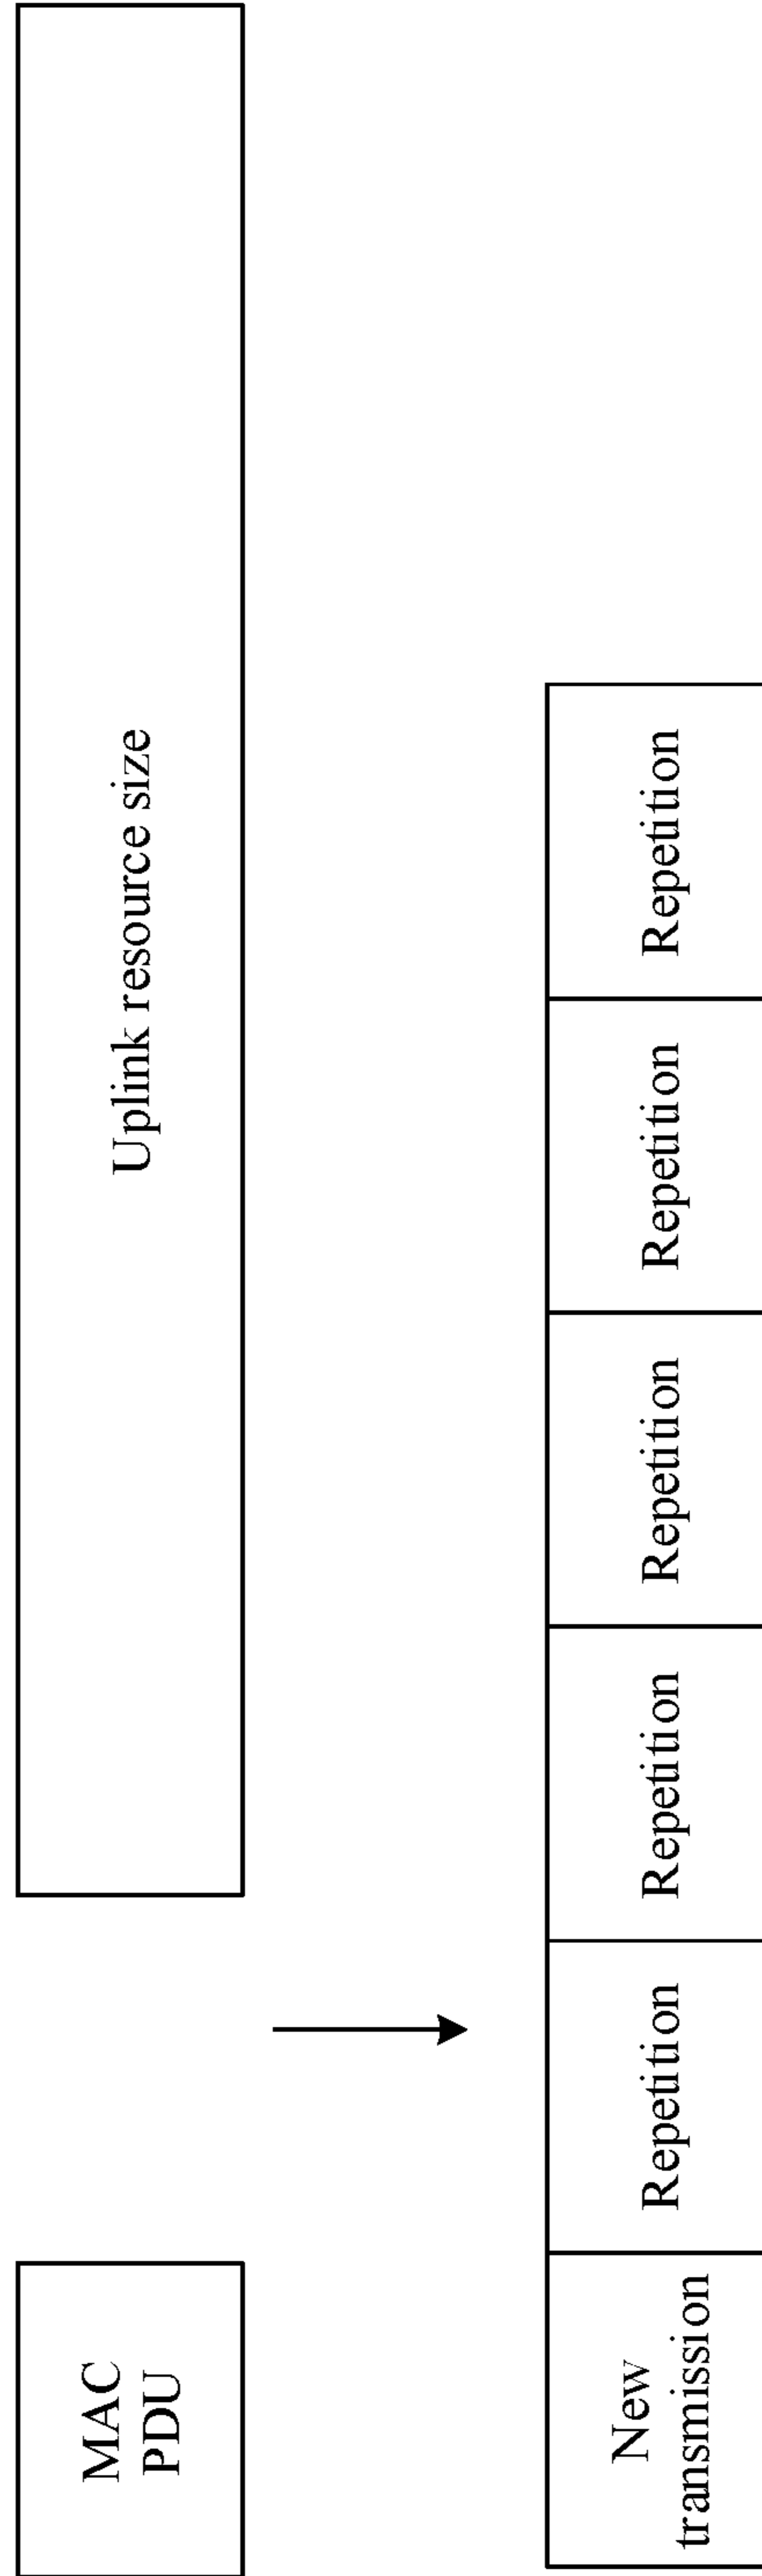 MAC
PDU
Uplink resource size
New
transmission
Repetition
Repetition
Repetition
Repetition
Repetition